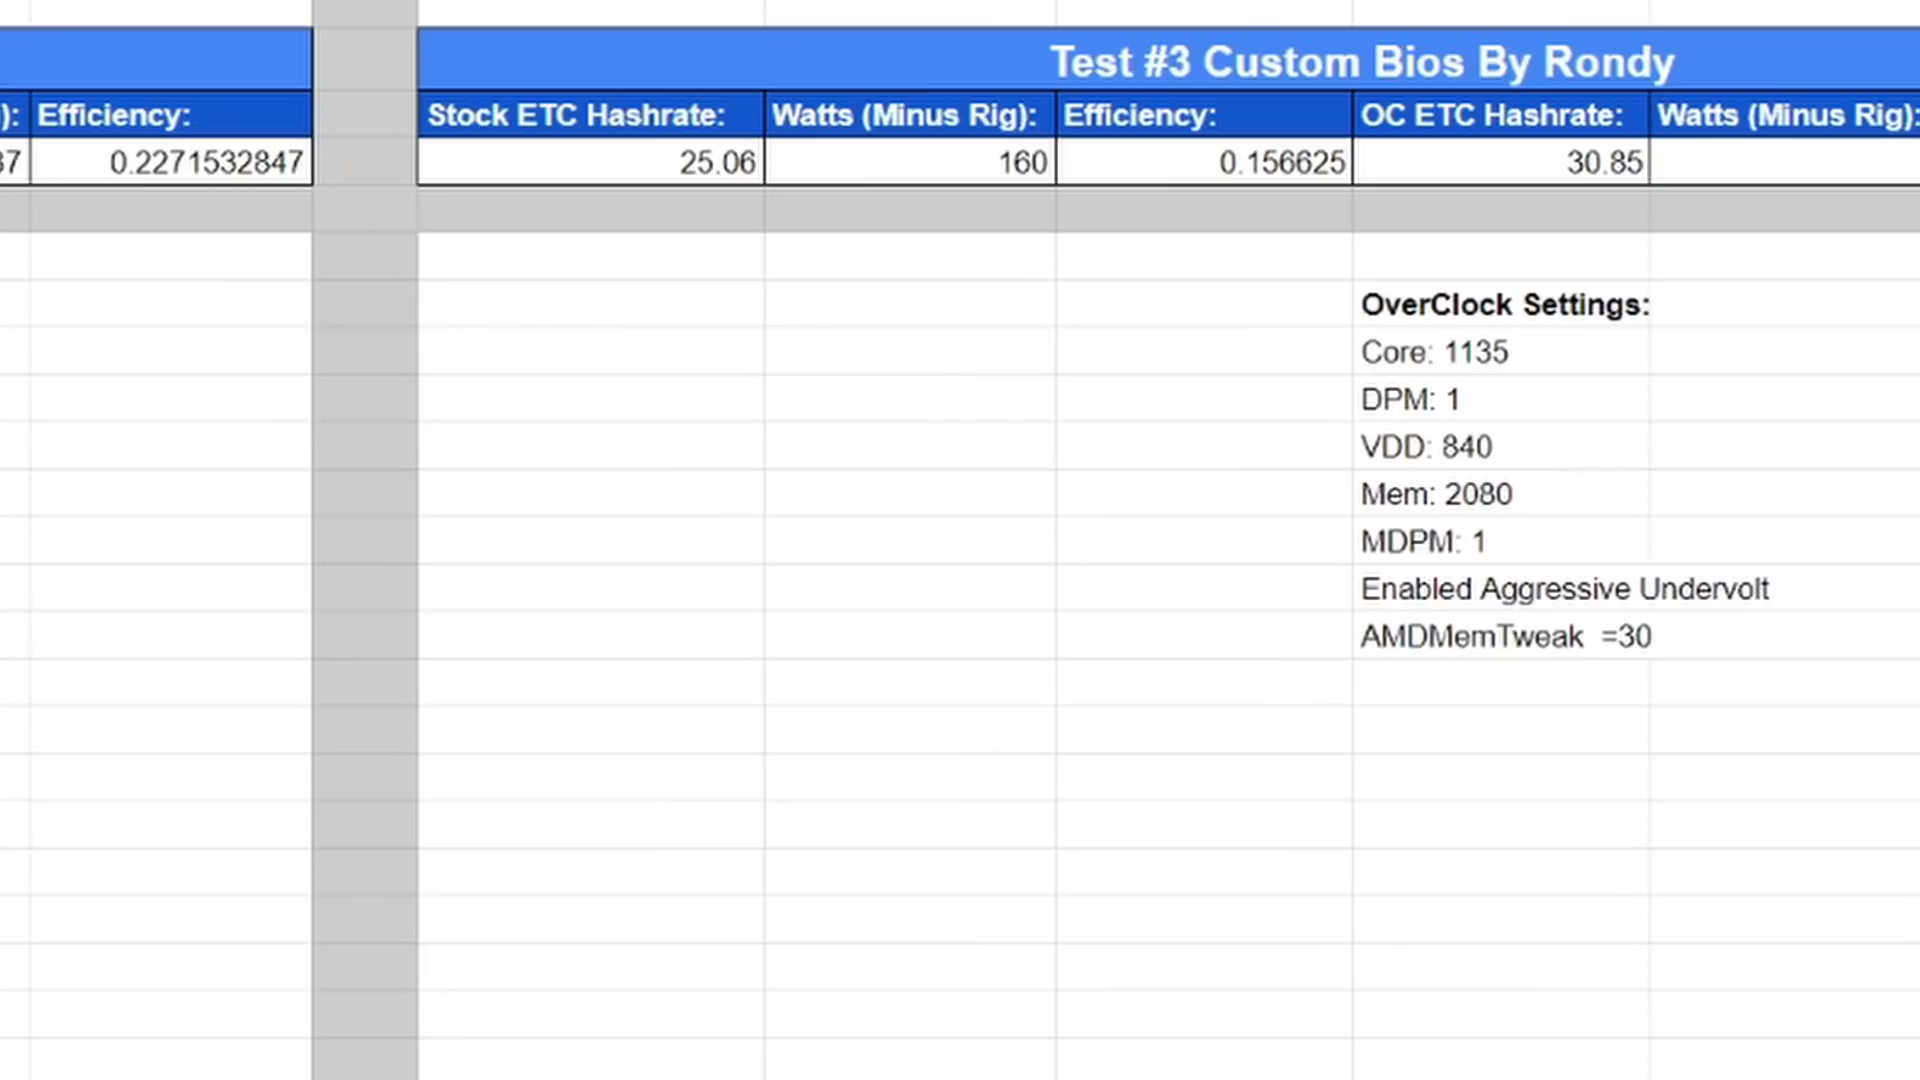 Test #3 Custom Bios By Rondy
): Efficiency: Stock ETC Hashrate: Watts (Minus Rig): Efficiency: OC ETC Hashrate: Watts (Minus Rig):
37 0.2271532847 25.06 160 0.156625 30.85
OverClock Settings:
Core: 1135
DPM: 1
VDD: 840
Mem: 2080
MDPM: 1
Enabled Aggressive Undervolt
AMDMemTweak =30